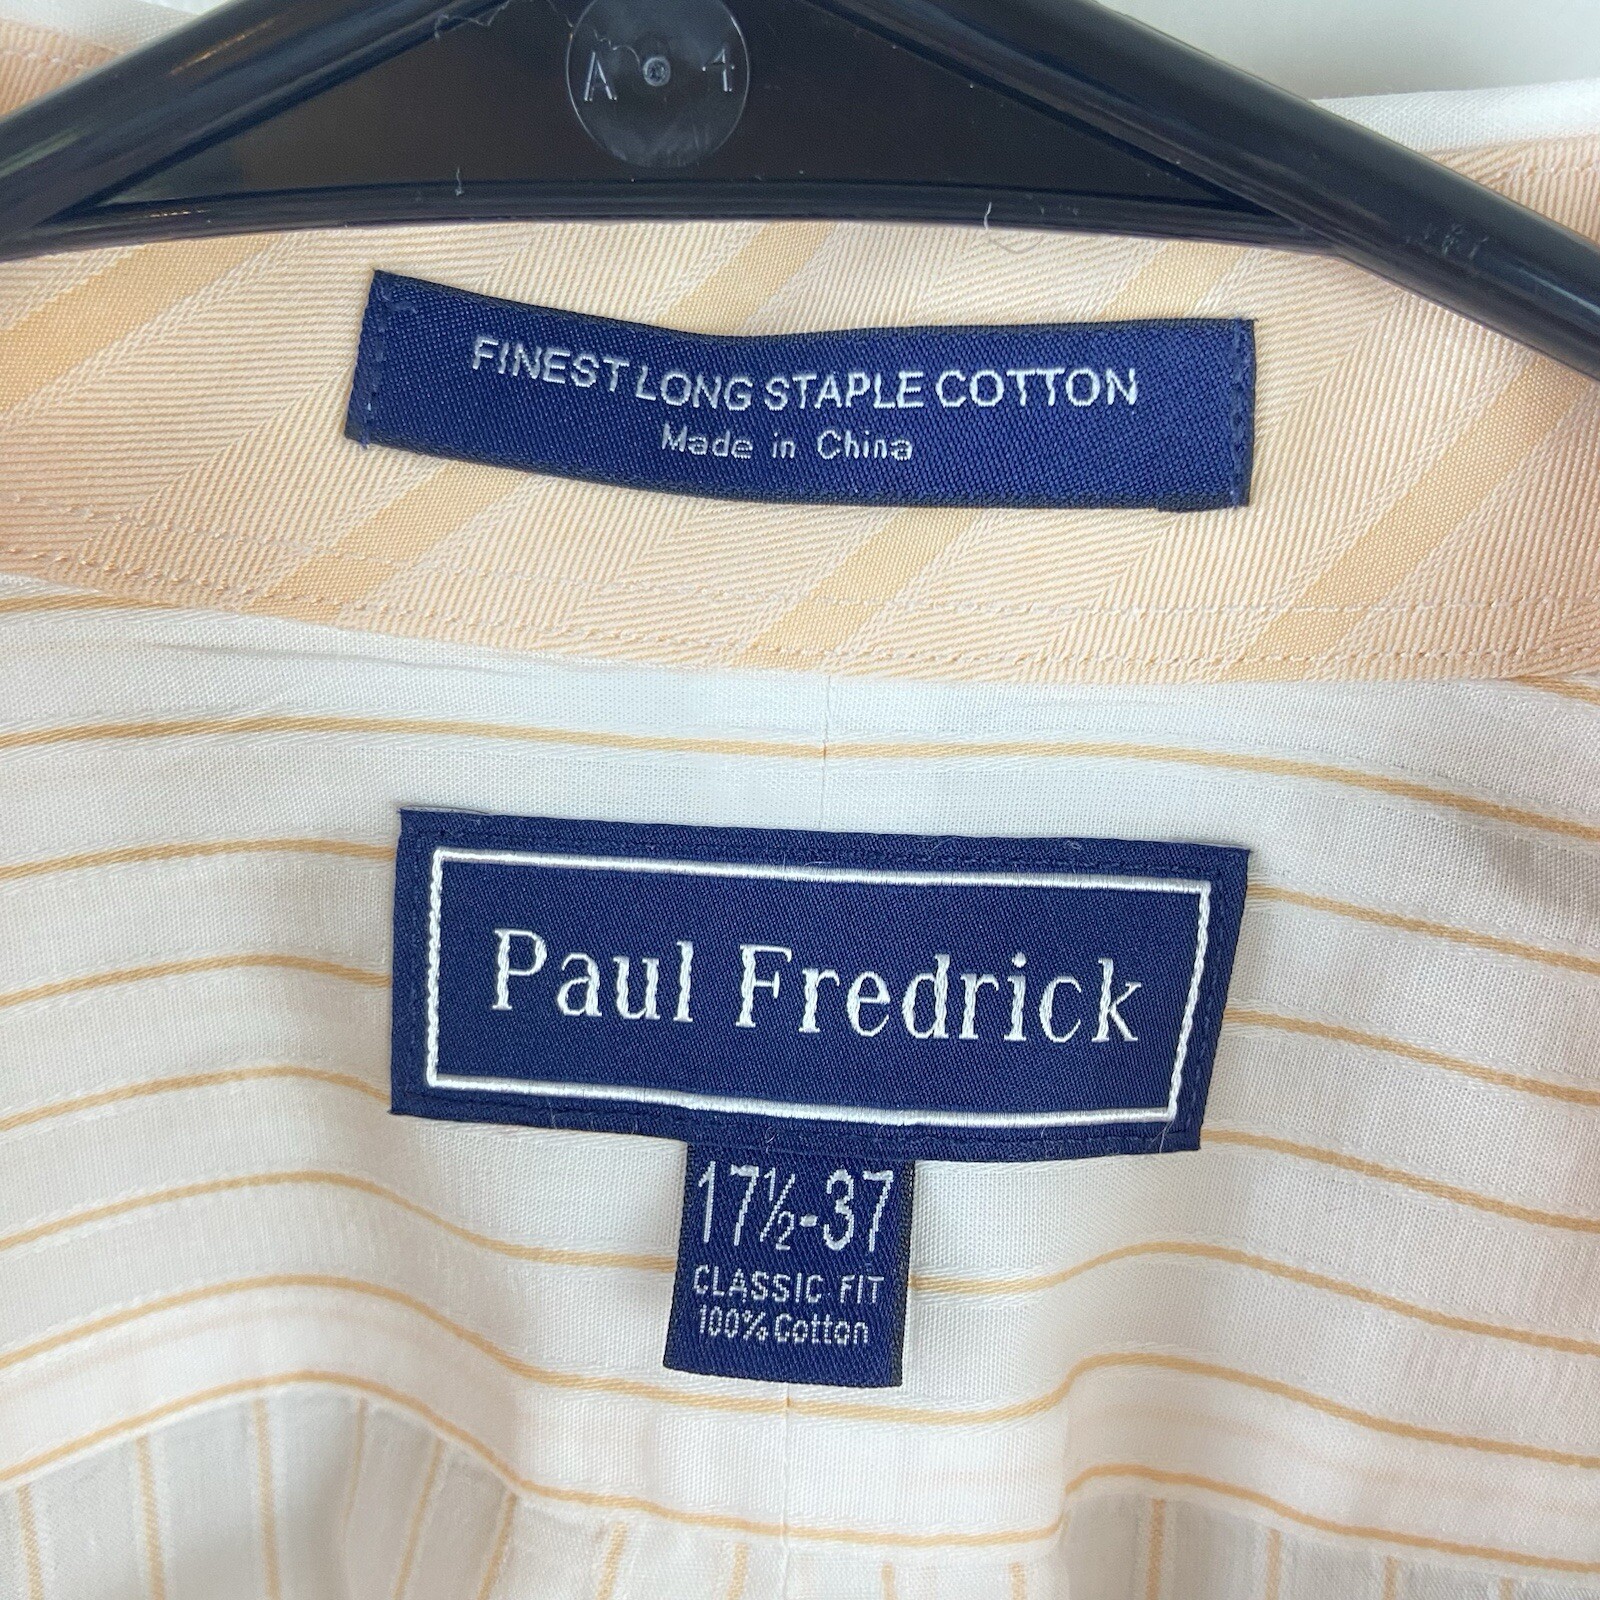 A 4
FINEST LONG STAPLE COTTON
Made in China
Paul Fredrick
17½-37
CLASSIC FIT
100% Cotton